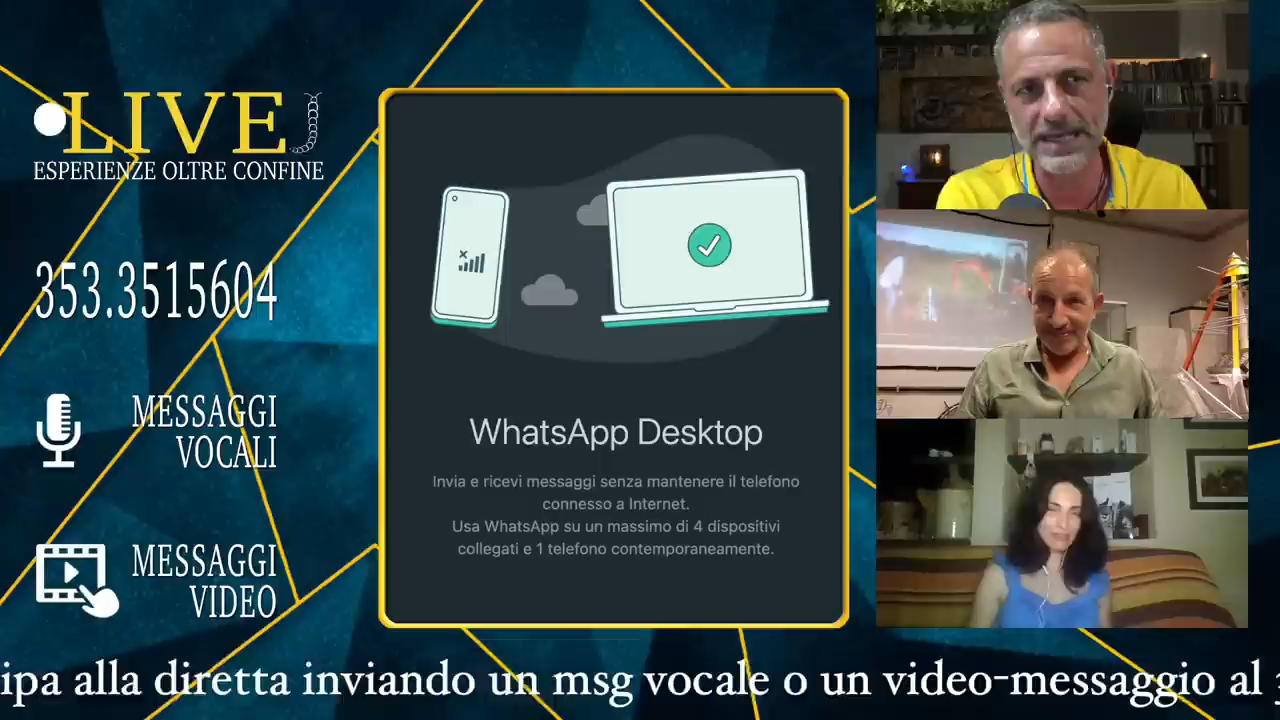 LIVE
ESPERIENZE OLTRE CONFINE
353.3515604
MESSAGGI
VOCALI
MESSAGGI
VIDEO
WhatsApp Desktop
Invia e ricevi messaggi senza mantenere il telefono
connesso a Internet.
Usa WhatsApp su un massimo di 4 dispositivi
collegati e 1 telefono contemporaneamente.
ipa alla diretta inviando un msg vocale o un video-messaggio al